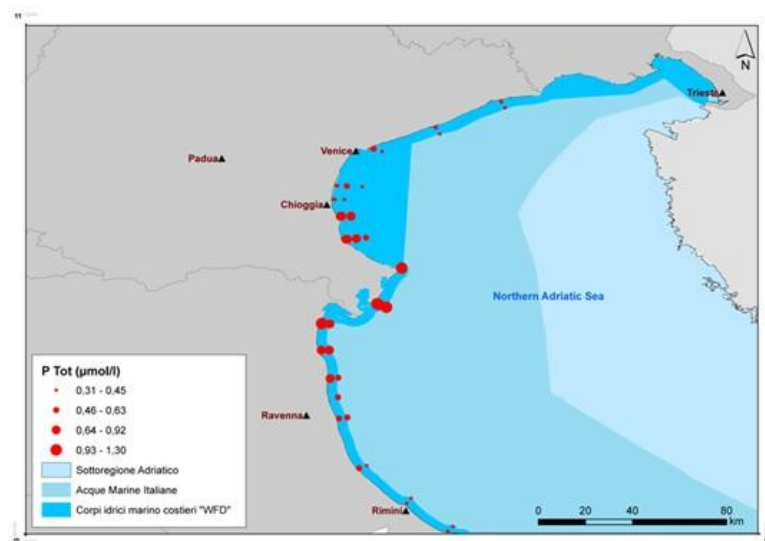 11
N
Trieste
Venice
Padua
Chioggia
Northern Adriatic Sea
P Tot (µmol/l)
0,31 - 0,45
0,46 - 0,63
0,64 - 0,92
0,93 - 1,30
Ravenna
Sottoregione Adriatico
Acque Marine Italiane
Corpi idrici marino costieri "WFD"
Rimini
0 20 40 80
km